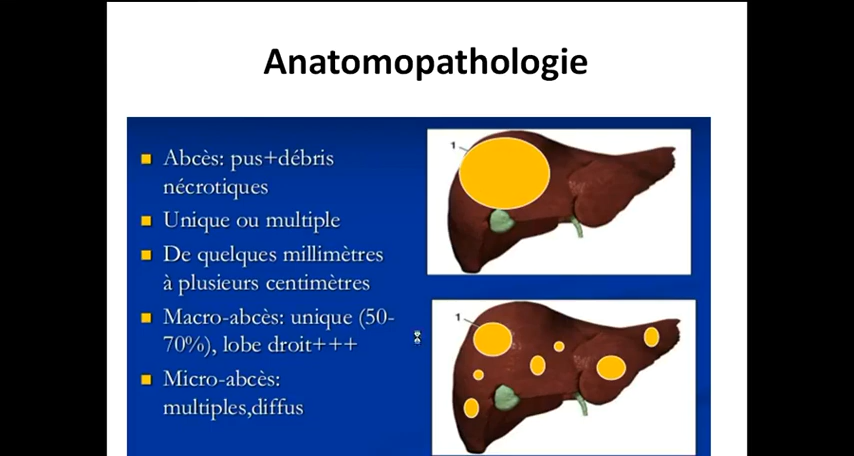 Anatomopathologie
Abcès: pus+débris
nécrotiques
Unique ou multiple
De quelques millimètres
à plusieurs centimètres
Macro-abcès: unique (50-
70%), lobe droit+++
Micro-abcès:
multiples,diffus
1
1